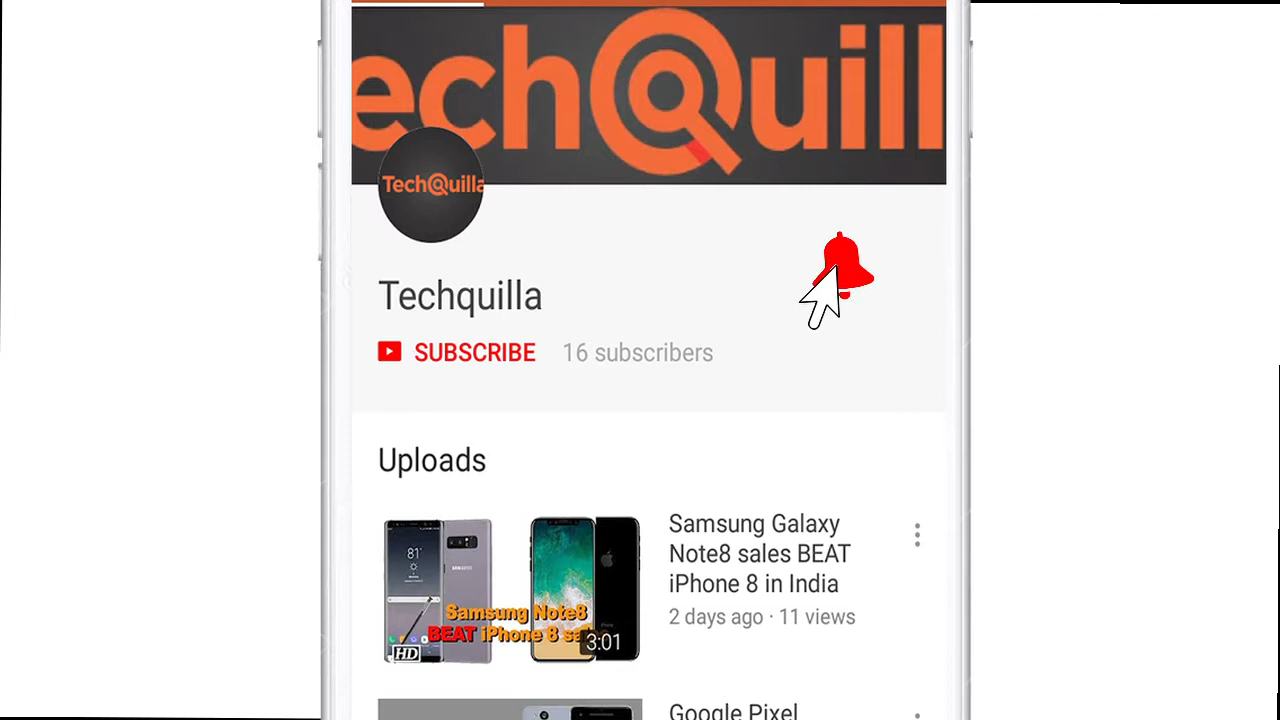 echQuill
TechQuilla
Techquilla
SUBSCRIBE 16 subscribers
Uploads
Samsung Galaxy
Note8 sales BEAT
iPhone 8 in India
2 days ago · 11 views
81°
SAMSUNG
Samsung Note8
BEAT iPhone 8 sa
3:01
HD
Google Pixel